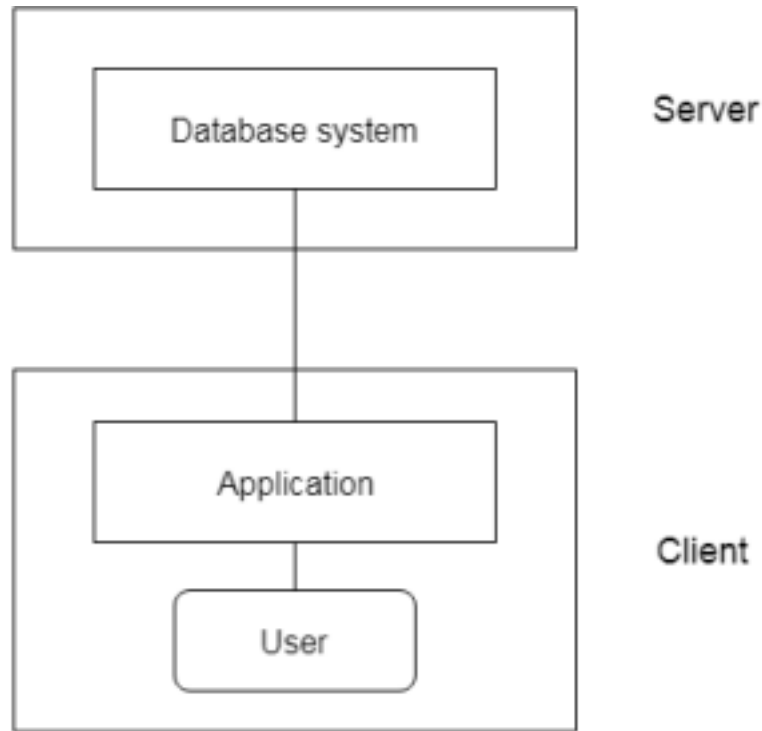 Database system
Server
Application
Client
User